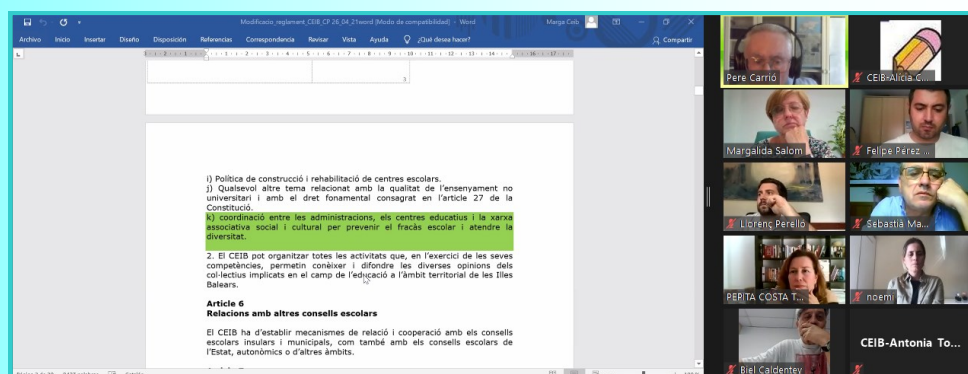 Modificacio_reglament_CEIB_CP 26_04_21word [Modo de compatibilidad] - Word
Marga Ceib
Archivo Inicio Insertar Diseño Disposición Referencias Correspondencia Revisar Vista Ayuda ¿Qué desea hacer? Compartir
3
i) Política de construcció i rehabilitació de centres escolars.
j) Qualsevol altre tema relacionat amb la qualitat de l'ensenyament no
universitari i amb el dret fonamental consagrat en l'article 27 de la
Constitució.
k) coordinació entre les administracions, els centres educatius i la xarxa
associativa social i cultural per prevenir el fracàs escolar i atendre la
diversitat.
2. El CEIB pot organitzar totes les activitats que, en l'exercici de les seves
competències, permetin conèixer i difondre les diverses opinions dels
col·lectius implicats en el camp de l'educació a l'àmbit territorial de les Illes
Balears.
Article 6
Relacions amb altres consells escolars
El CEIB ha d'establir mecanismes de relació i cooperació amb els consells
escolars insulars i municipals, com també amb els consells escolars de
l'Estat, autonòmics o d'altres àmbits.
Pere Carrió
CEIB-Alícia C...
Margalida Salom
Felipe Pérez ...
Llorenç Perelló
Sebastià Ma...
PEPITA COSTA T...
noemi
Biel Caldentey
CEIB-Antonia To...